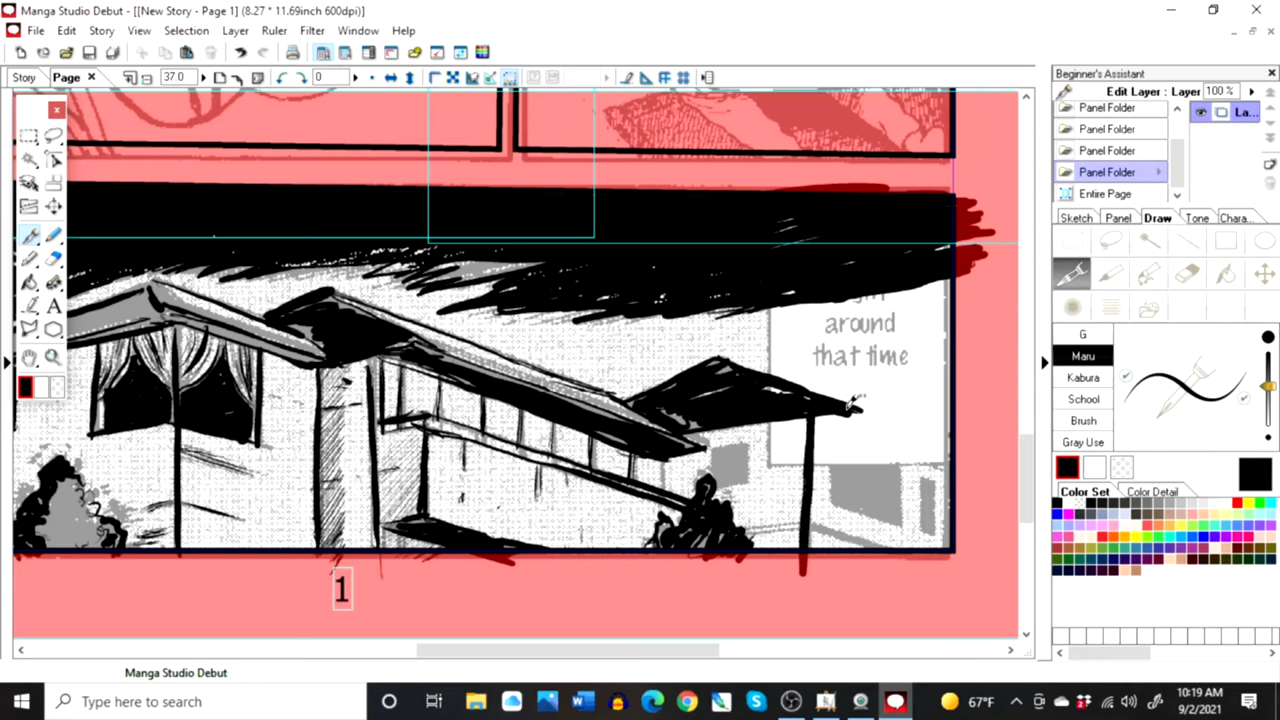 Manga Studio Debut - [[New Story - Page 1] (8.27 * 11.69inch 600dpi)]
File Edit Story View Selection Layer Ruler Filter Window Help
37.0 0
Story Page
around
that time
1
Beginner's Assistant
Edit Layer : Layer 100 %
Panel Folder
La...
Panel Folder
Panel Folder
Panel Folder
Entire Page
Sketch Panel Draw Tone Chara...
G
Maru
Kabura
School
Brush
Gray Use
Color Set Color Detail
Manga Studio Debut
Type here to search
67°F
10:19 AM
9/2/2021